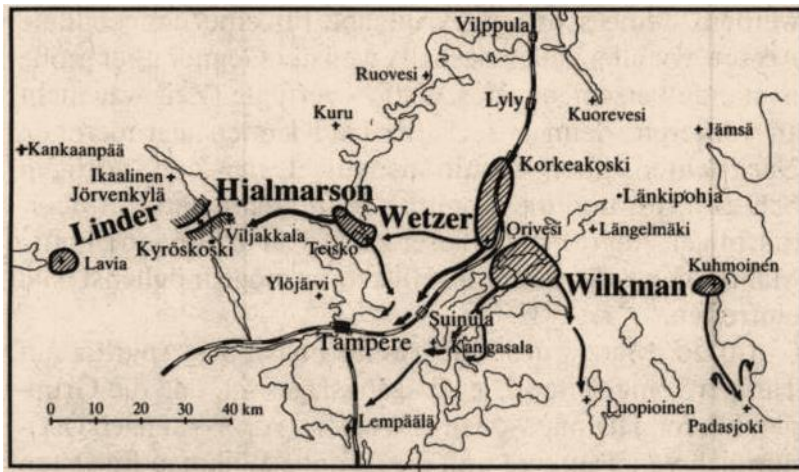 Vilppula
Ruovesi
Lyly
Kuorevesi
Kuru
Jämsä
Kankaanpää
Korkeakoski
Ikaalinen
Jörvenkylä
Hjalmarson
Länkipohja
Linder
Wetzer
Orivesi
Längelmäki
Kyröskoski
Viljakkala
Teisko
Lavia
Kuhmoinen
Wilkman
Ylöjärvi
Suinula
Tampere
Kangasala
0 10 20 30 40 km
Lempäälä
Luopioinen
Padasjoki